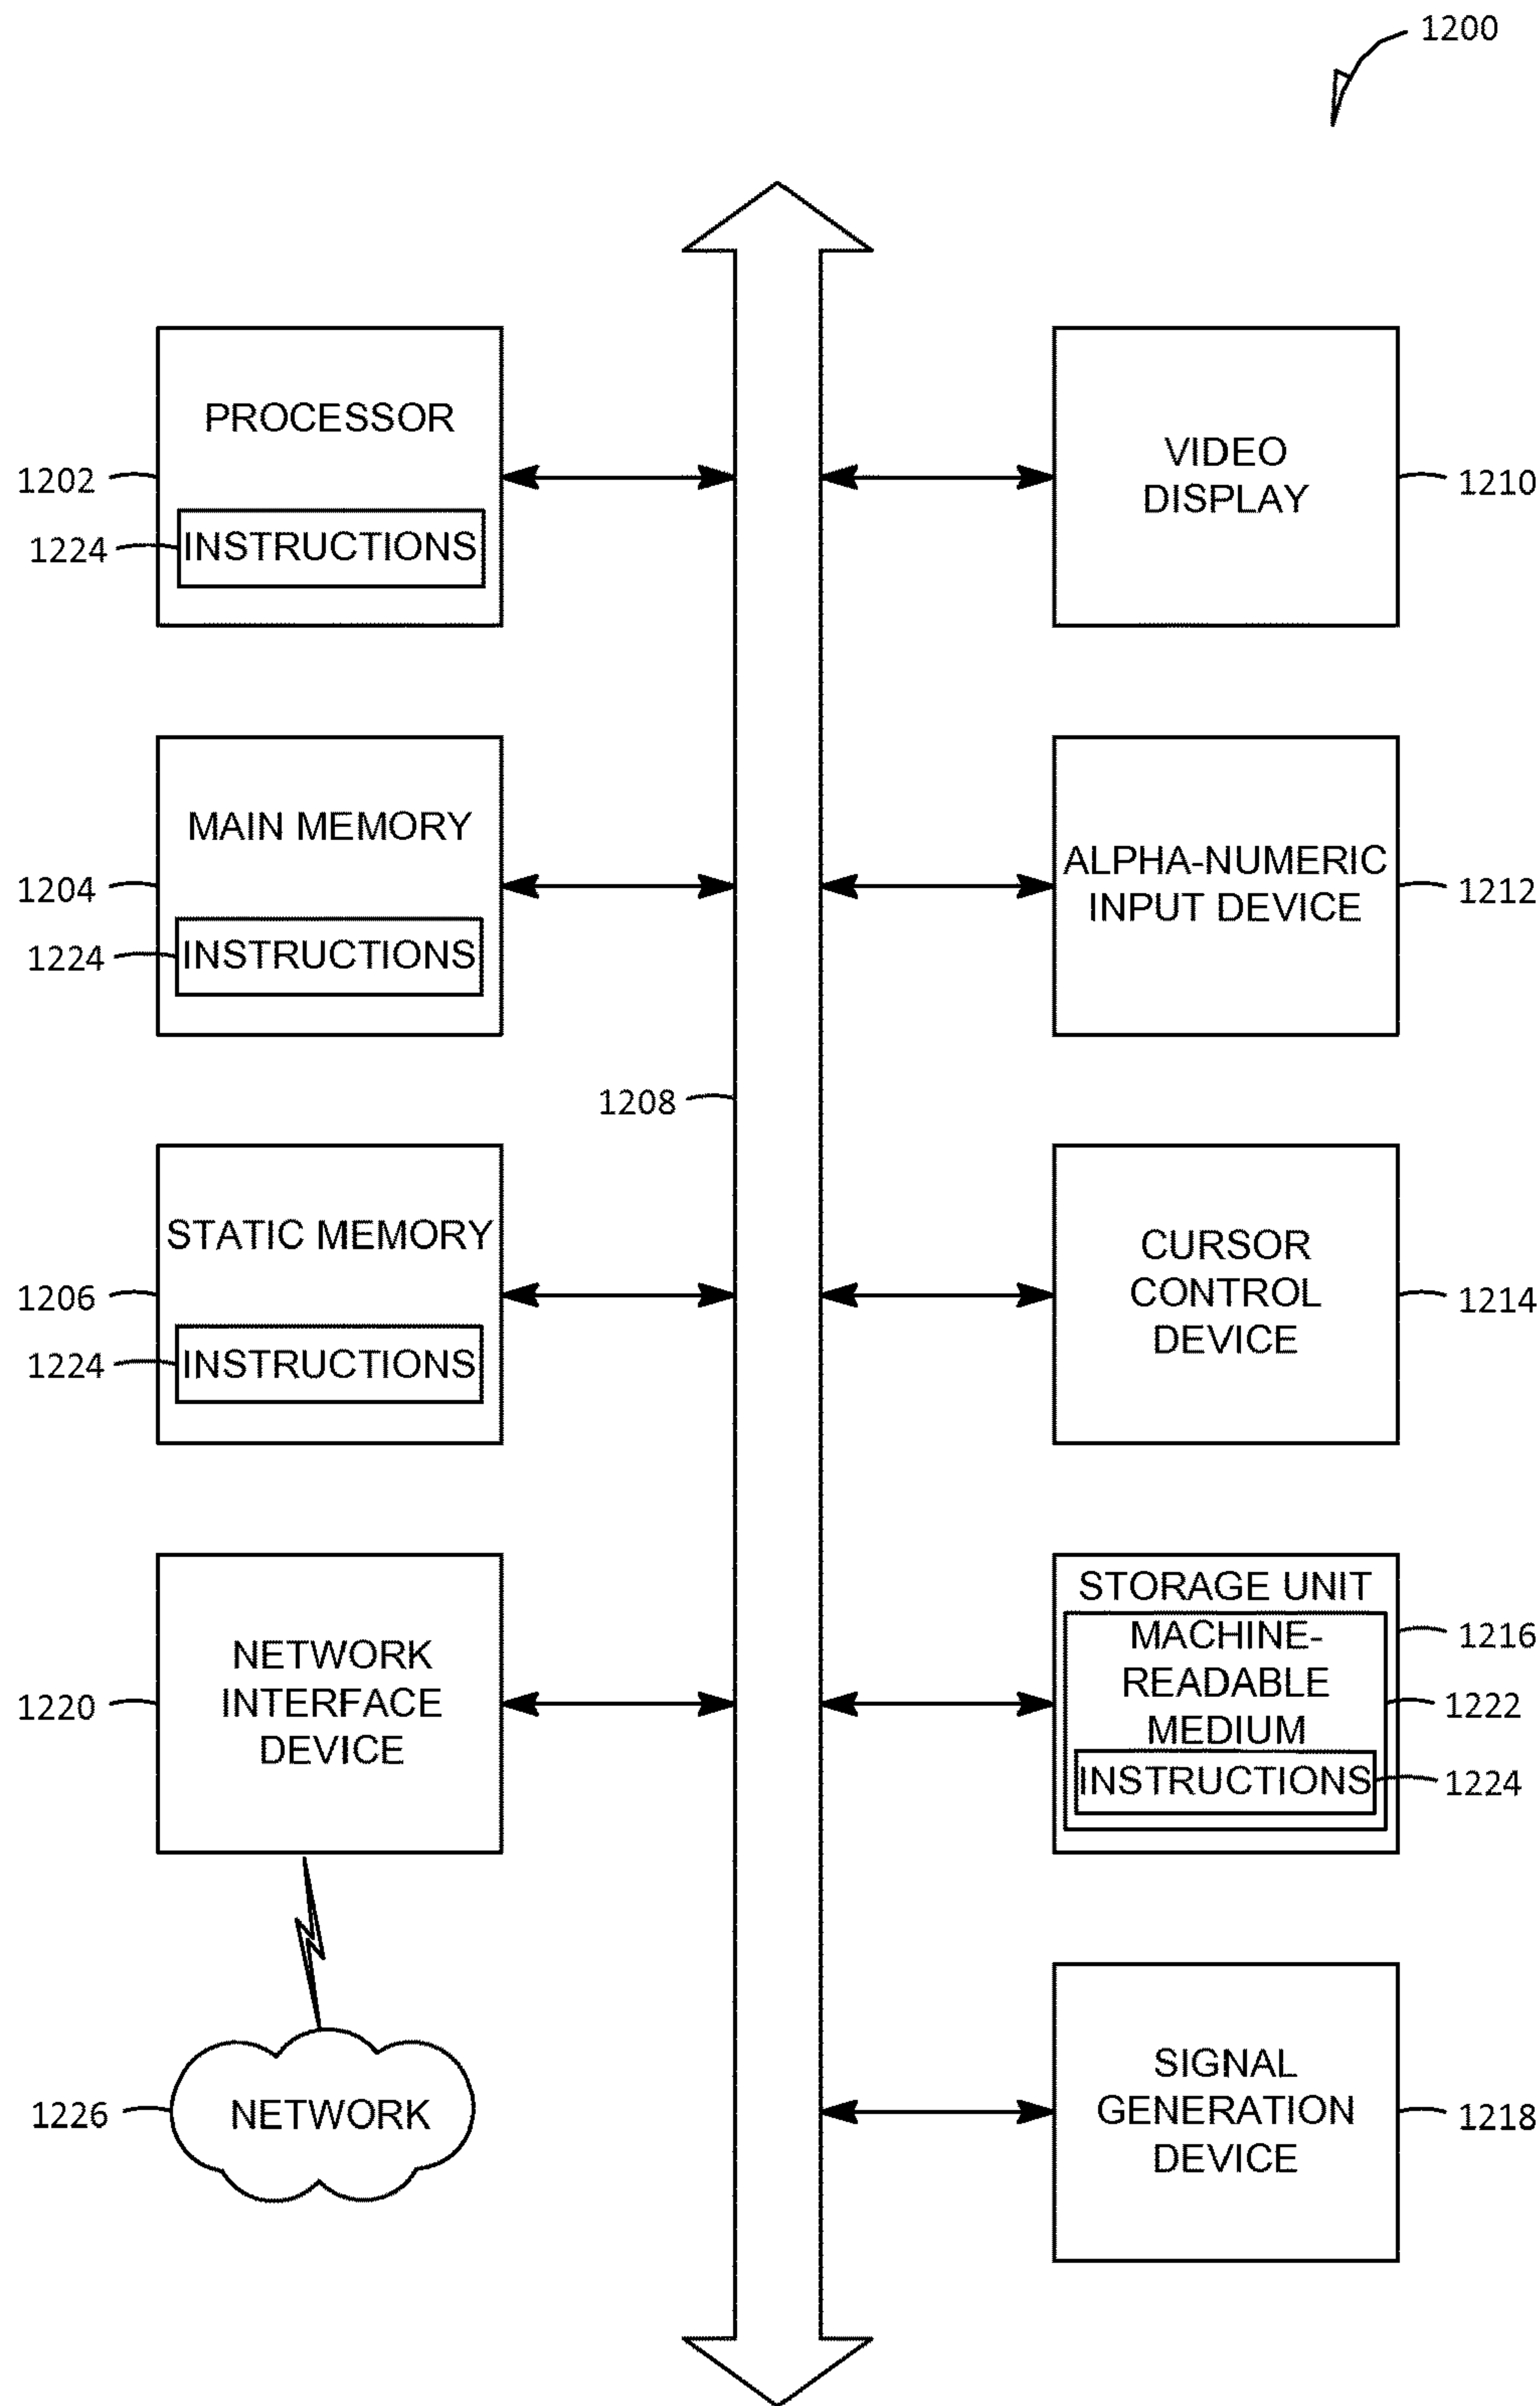 1200
PROCESSOR
1202
1224
INSTRUCTIONS
VIDEO
DISPLAY
1210
MAIN MEMORY
1204
1224
INSTRUCTIONS
ALPHA-NUMERIC
INPUT DEVICE
1212
1208
STATIC MEMORY
1206
1224
INSTRUCTIONS
CURSOR
CONTROL
DEVICE
1214
NETWORK
INTERFACE
DEVICE
1220
STORAGE UNIT
1216
MACHINE-
READABLE
MEDIUM
1222
INSTRUCTIONS
1224
1226
NETWORK
SIGNAL
GENERATION
DEVICE
1218